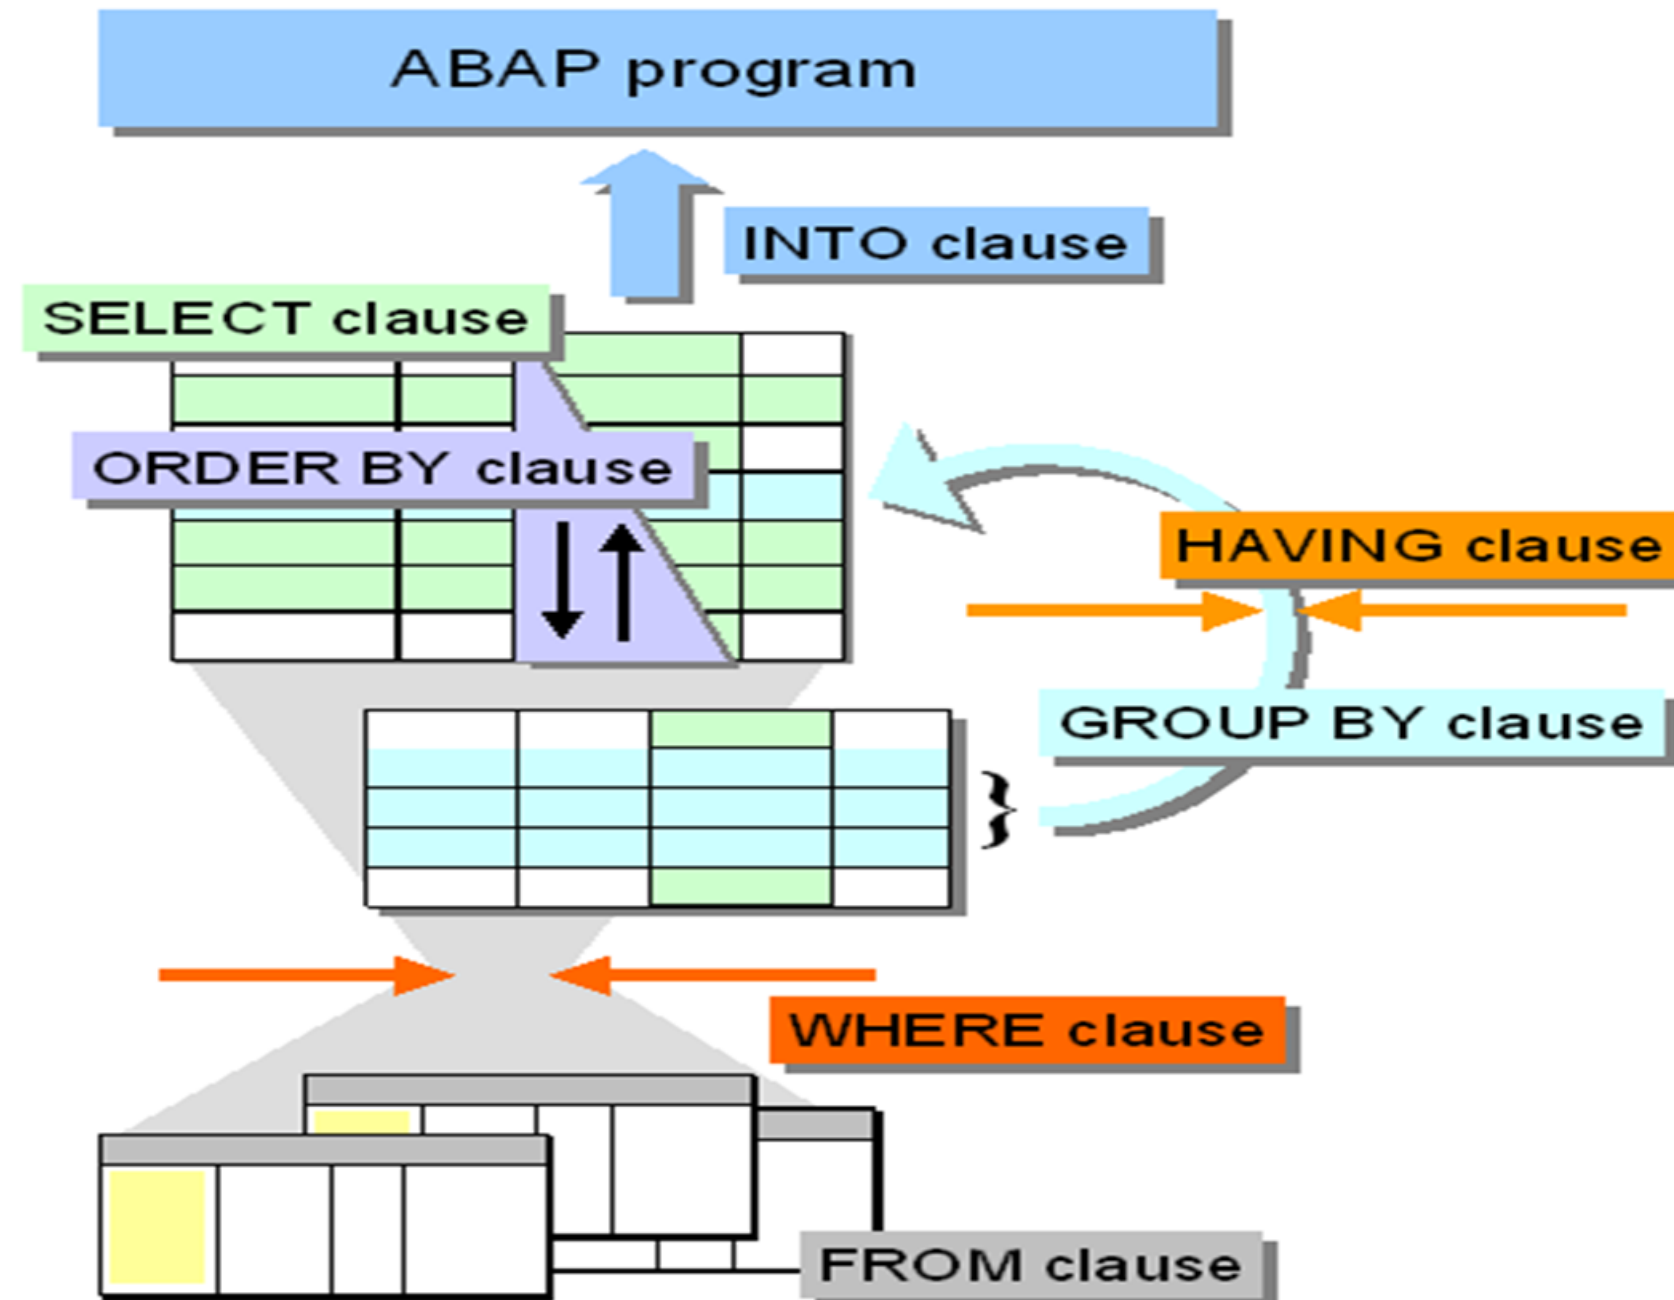 ABAP program
INTO clause
SELECT clause
ORDER BY clause
HAVING clause
GROUP BY clause
WHERE clause
FROM clause